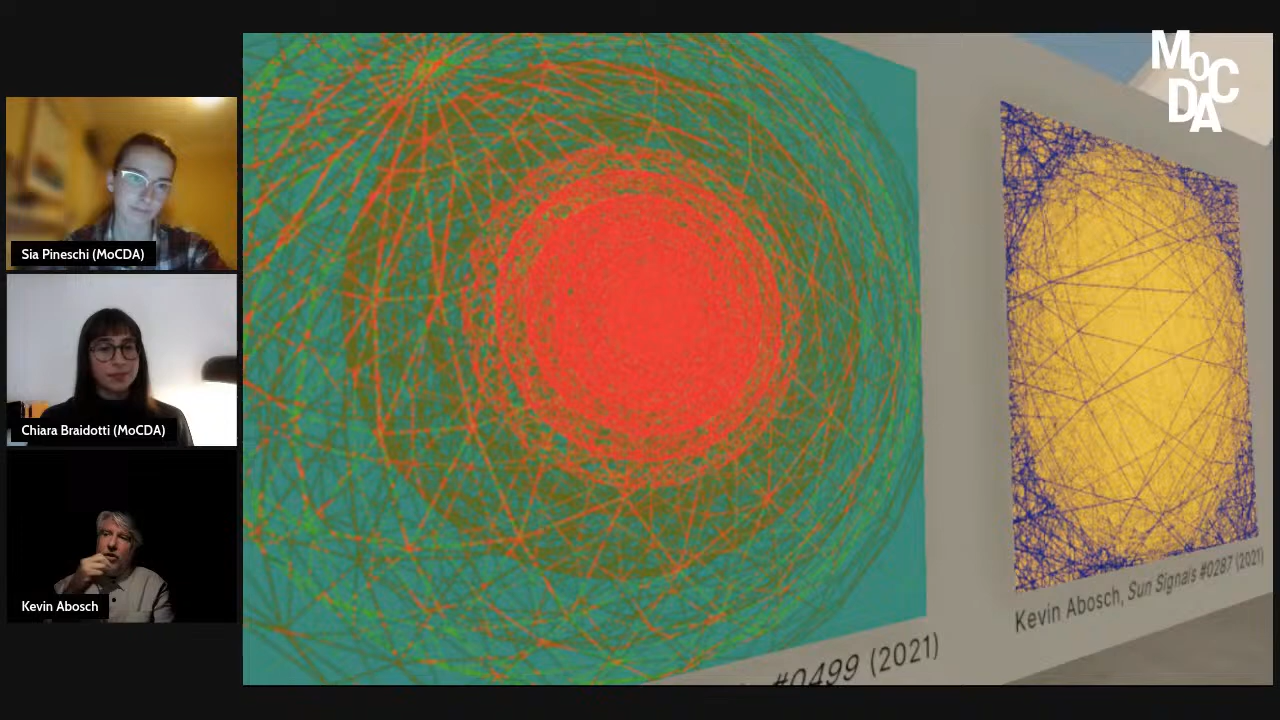 MoCDA
Sia Pineschi (MoCDA)
Chiara Braidotti (MoCDA)
Kevin Abosch
#0499 (2021)
Kevin Abosch, Sun Signals #0287 (2021)